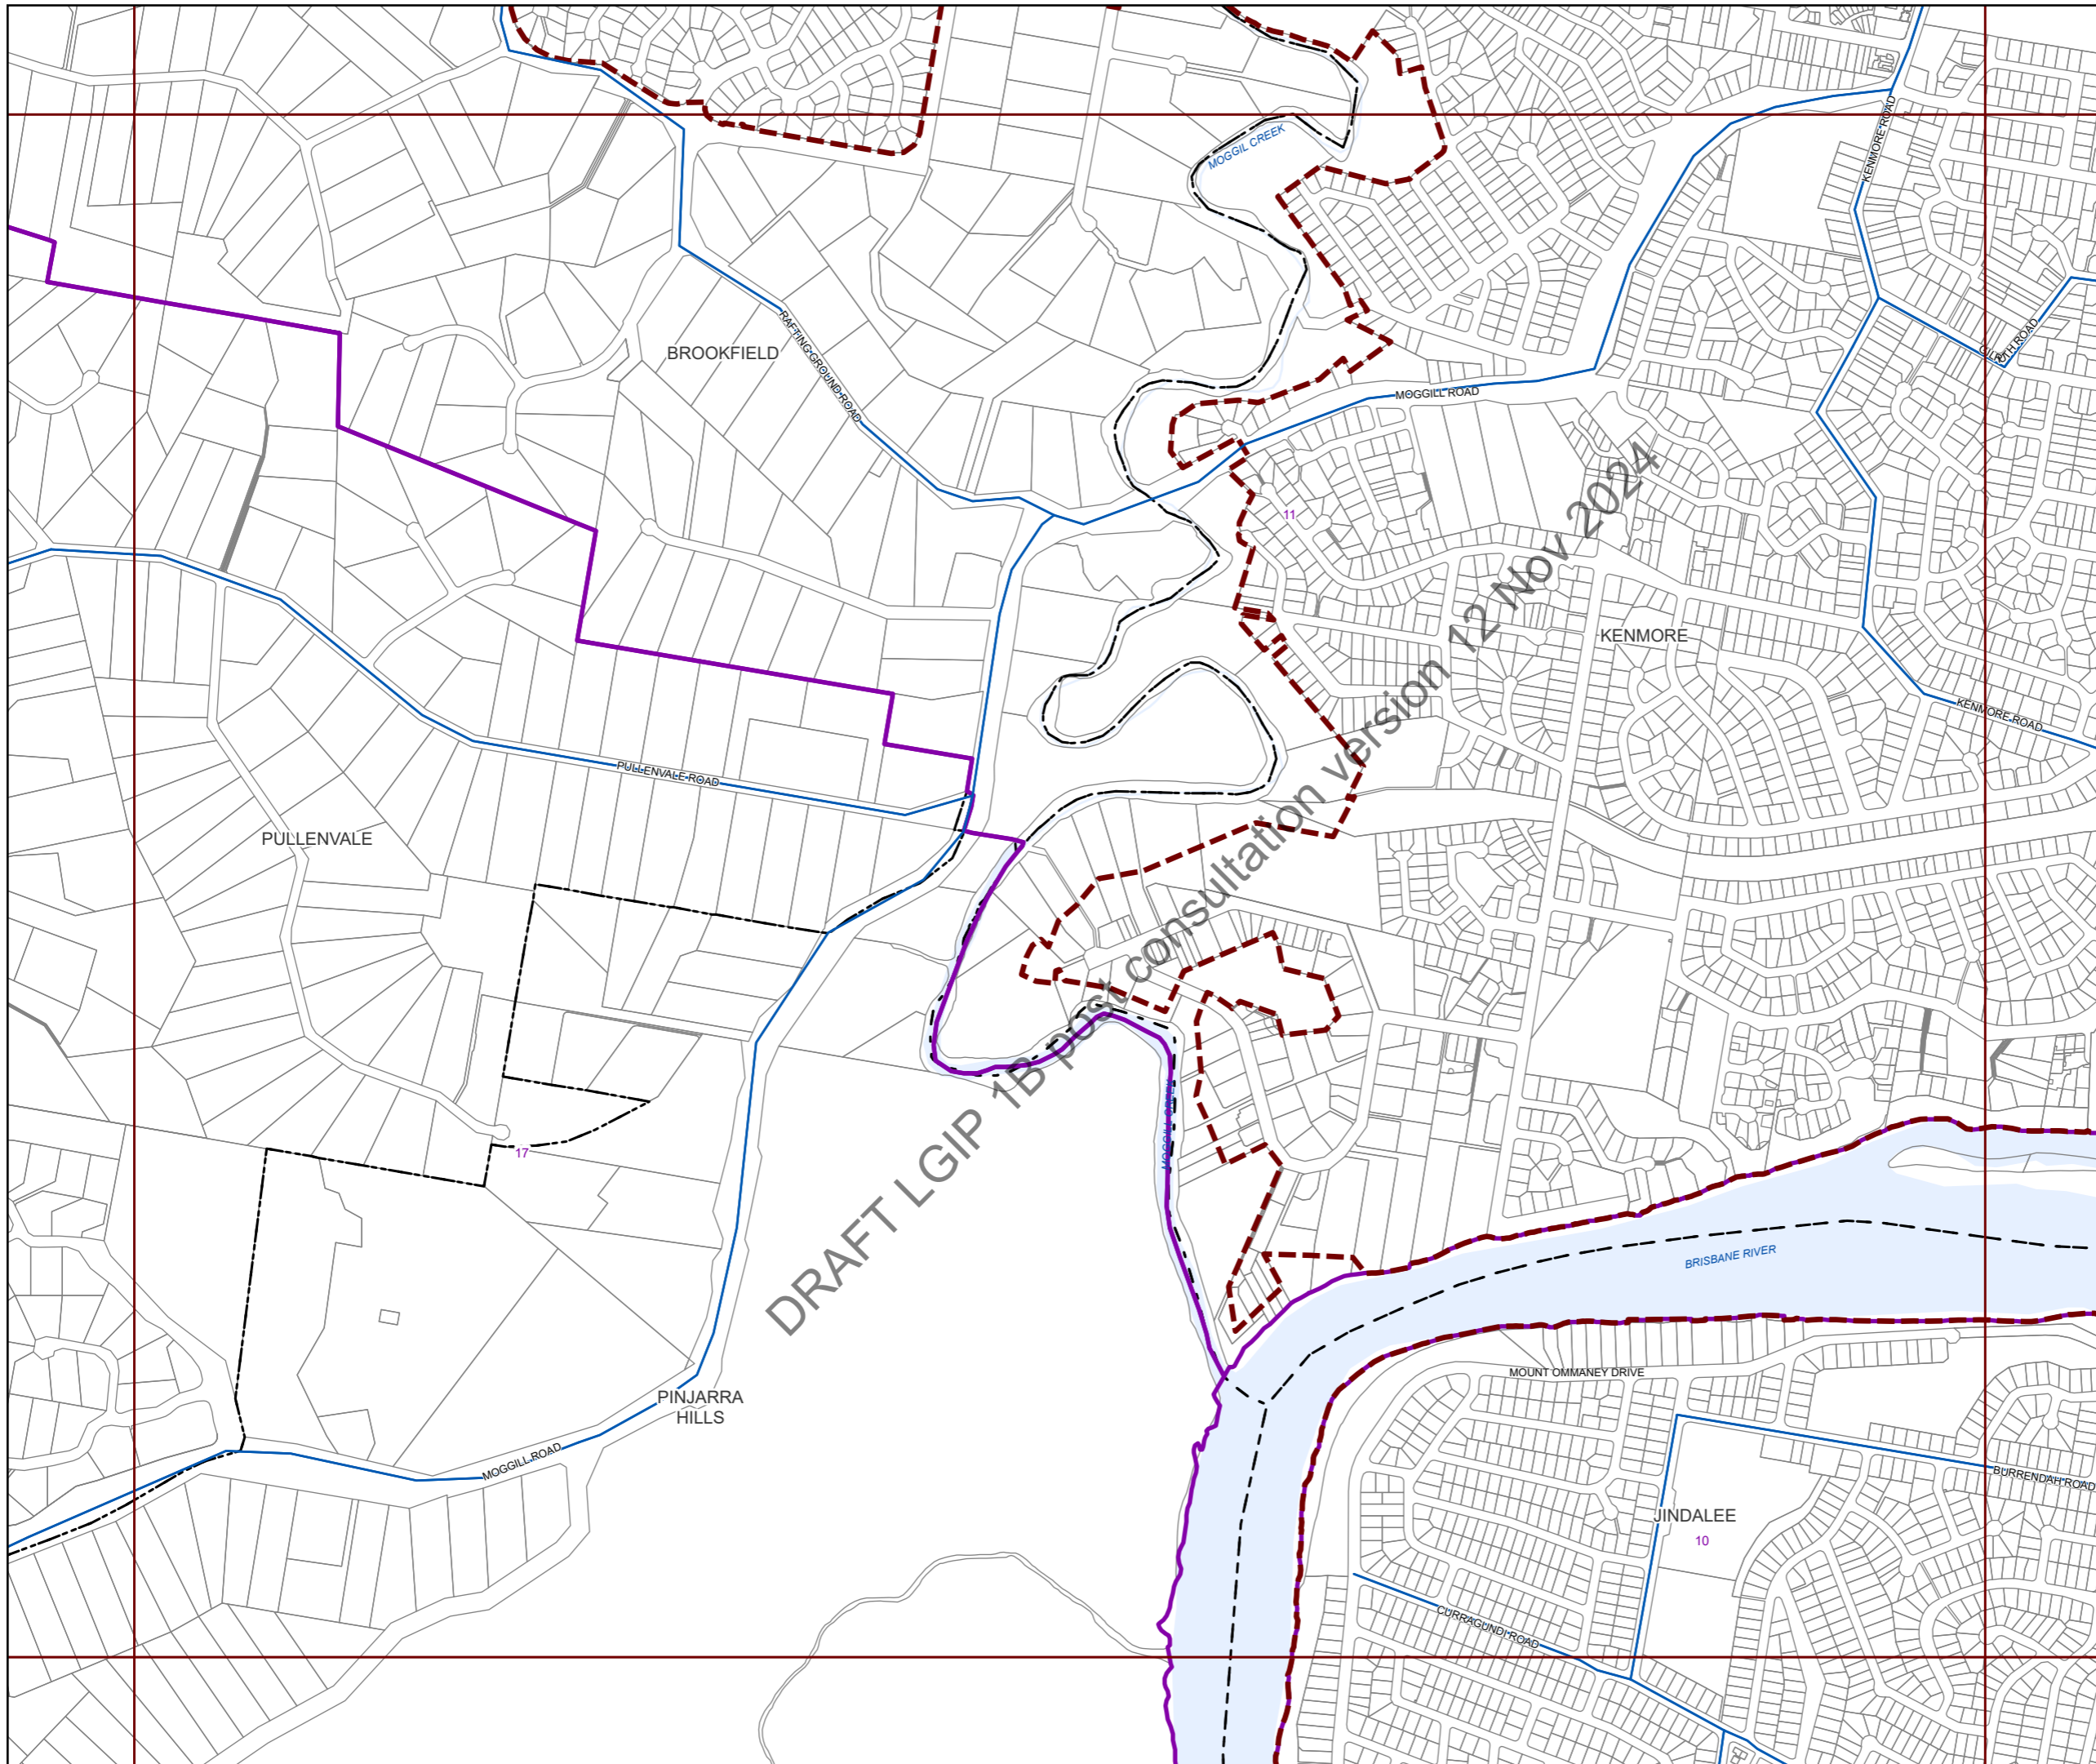 MOGGIL CREEK
KENMORE ROAD
BROOKFIELD
RAFTING GROUND ROAD
MOGGILL ROAD
11
KENMORE
KENMORE ROAD
PULLENVALE ROAD
PULLENVALE
DRAFT LGIP 1B post consultation version 12 Nov 2024
17
BRISBANE RIVER
MOUNT OMMANEY DRIVE
PINJARRA
HILLS
MOGGILL ROAD
BURRENDAH ROAD
JINDALEE
10
CURRAGUNDI ROAD